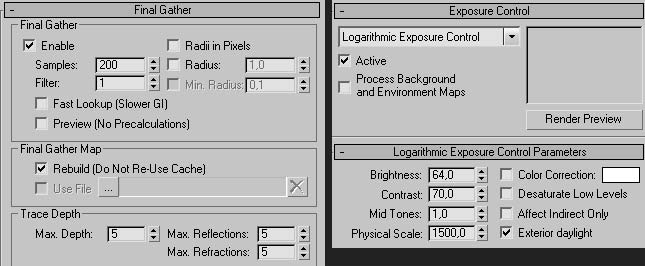 Final Gather
Final Gather
Enable
Radii in Pixels
Samples: 200
Radius: 1,0
Filter: 1
Min. Radius: 0,1
Fast Lookup (Slower GI)
Preview (No Precalculations)
Final Gather Map
Rebuild (Do Not Re-Use Cache)
Use File ...
Trace Depth
Max. Depth: 5
Max. Reflections: 5
Max. Refractions: 5
Exposure Control
Logarithmic Exposure Control
Active
Process Background
and Environment Maps
Render Preview
Logarithmic Exposure Control Parameters
Brightness: 64,0
Color Correction:
Contrast: 70,0
Desaturate Low Levels
Mid Tones: 1,0
Affect Indirect Only
Physical Scale: 1500,0
Exterior daylight